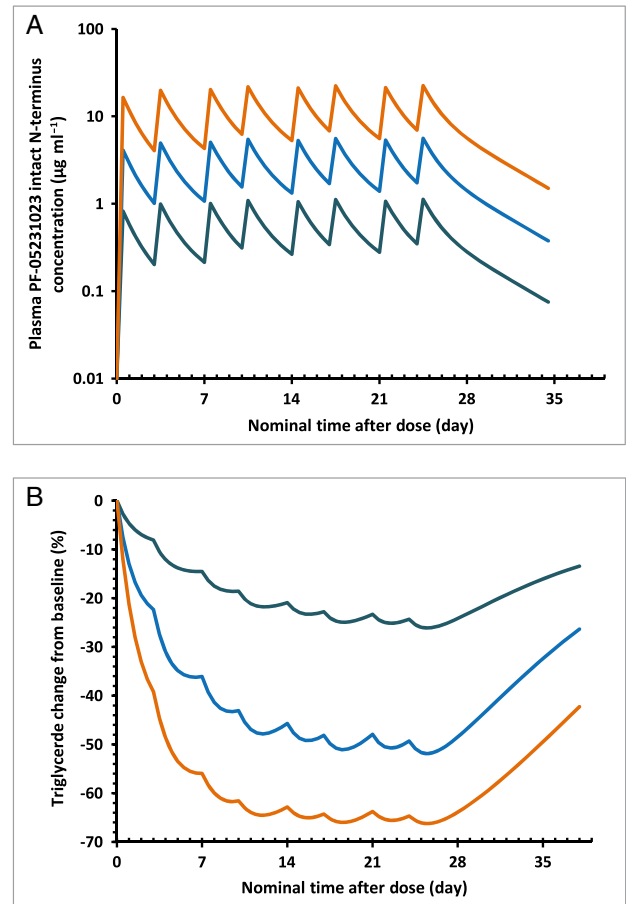 A
Plasma PF-05231023 intact N-terminus
concentration (µg ml⁻¹)
100
10
1
0.1
0.01
0 7 14 21 28 35
Nominal time after dose (day)
B
Triglycerde change from baseline (%)
0
-10
-20
-30
-40
-50
-60
-70
0 7 14 21 28 35
Nominal time after dose (day)